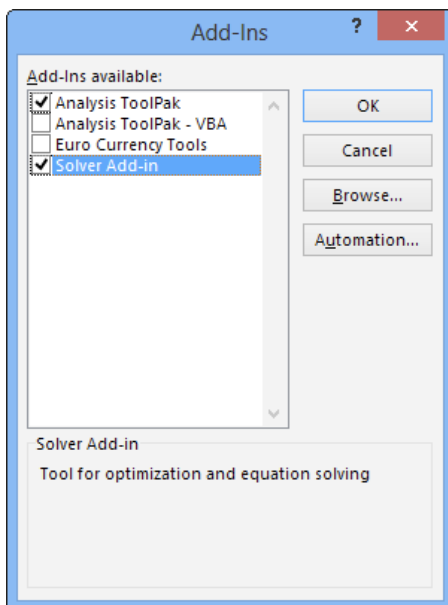 Add-Ins
?
Add-Ins available:
Analysis ToolPak
Analysis ToolPak - VBA
Euro Currency Tools
Solver Add-in
OK
Cancel
Browse...
Automation...
Solver Add-in
Tool for optimization and equation solving